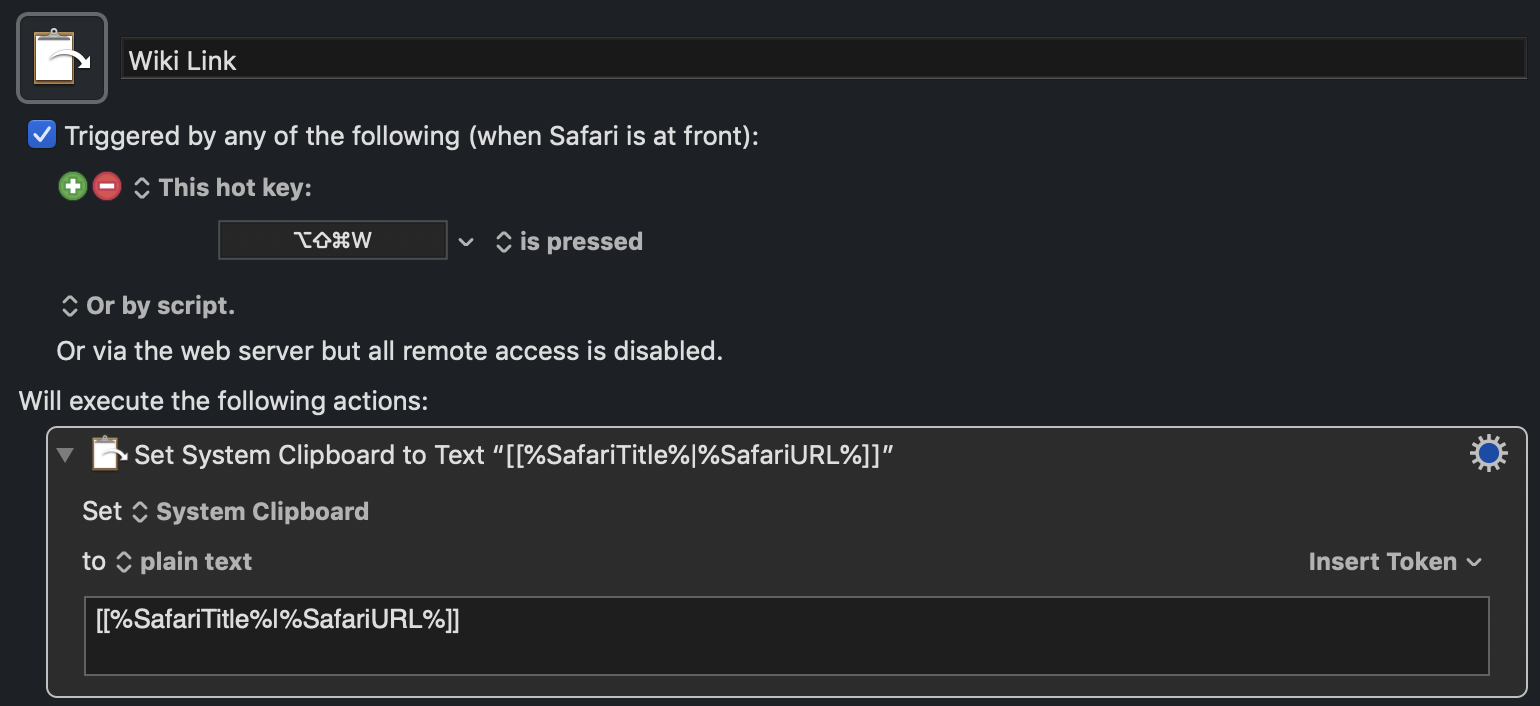 Wiki Link
Triggered by any of the following (when Safari is at front):
This hot key:
⌥⇧⌘W is pressed
Or by script.
Or via the web server but all remote access is disabled.
Will execute the following actions:
Set System Clipboard to Text “[[%SafariTitle%|%SafariURL%]]”
Set System Clipboard
to plain text Insert Token
[[%SafariTitle%|%SafariURL%]]